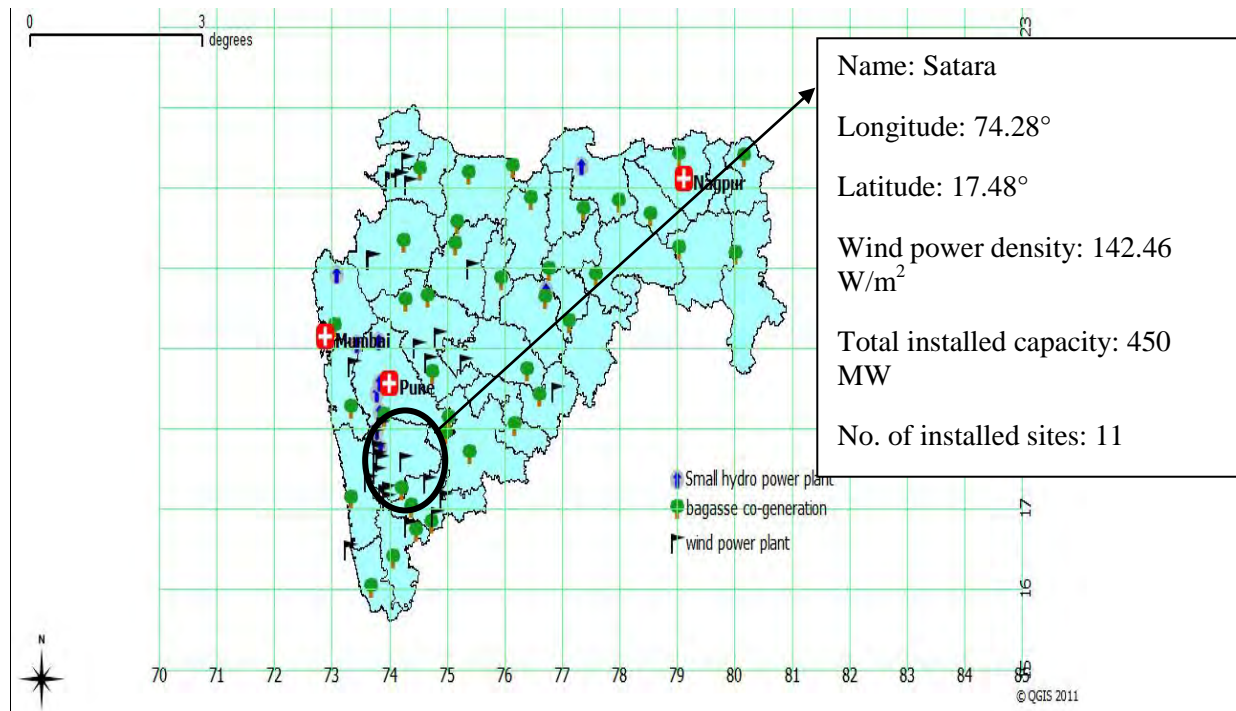 0 3
degrees
23
Name: Satara
Longitude: 74.28°
Latitude: 17.48°
Wind power density: 142.46
W/m²
Total installed capacity: 450
MW
No. of installed sites: 11
Nagpur
Mumbai
Pune
Small hydro power plant
bagasse co-generation
wind power plant
17
16
15
N
70 71 72 73 74 75 76 77 78 79 80 81 82 83 84 85
© QGIS 2011